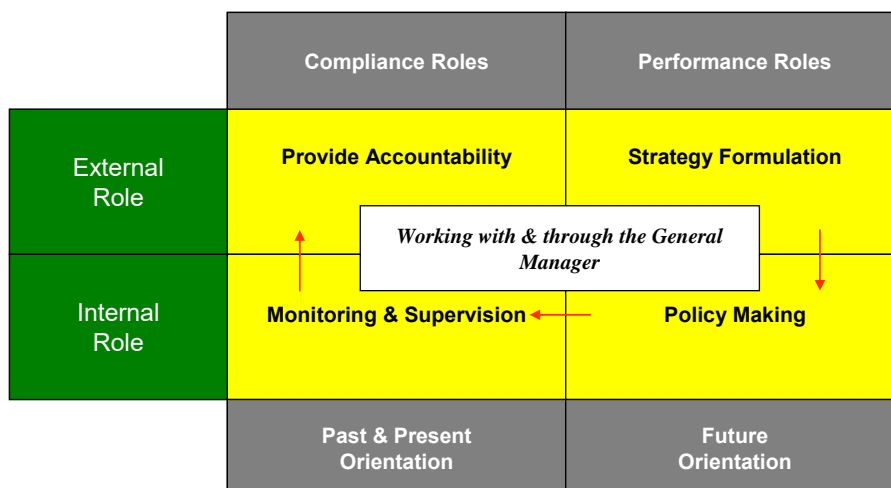 Compliance Roles
Performance Roles
External
Role
Provide Accountability
Strategy Formulation
Working with & through the General
Manager
Internal
Role
Monitoring & Supervision
Policy Making
Past & Present
Orientation
Future
Orientation